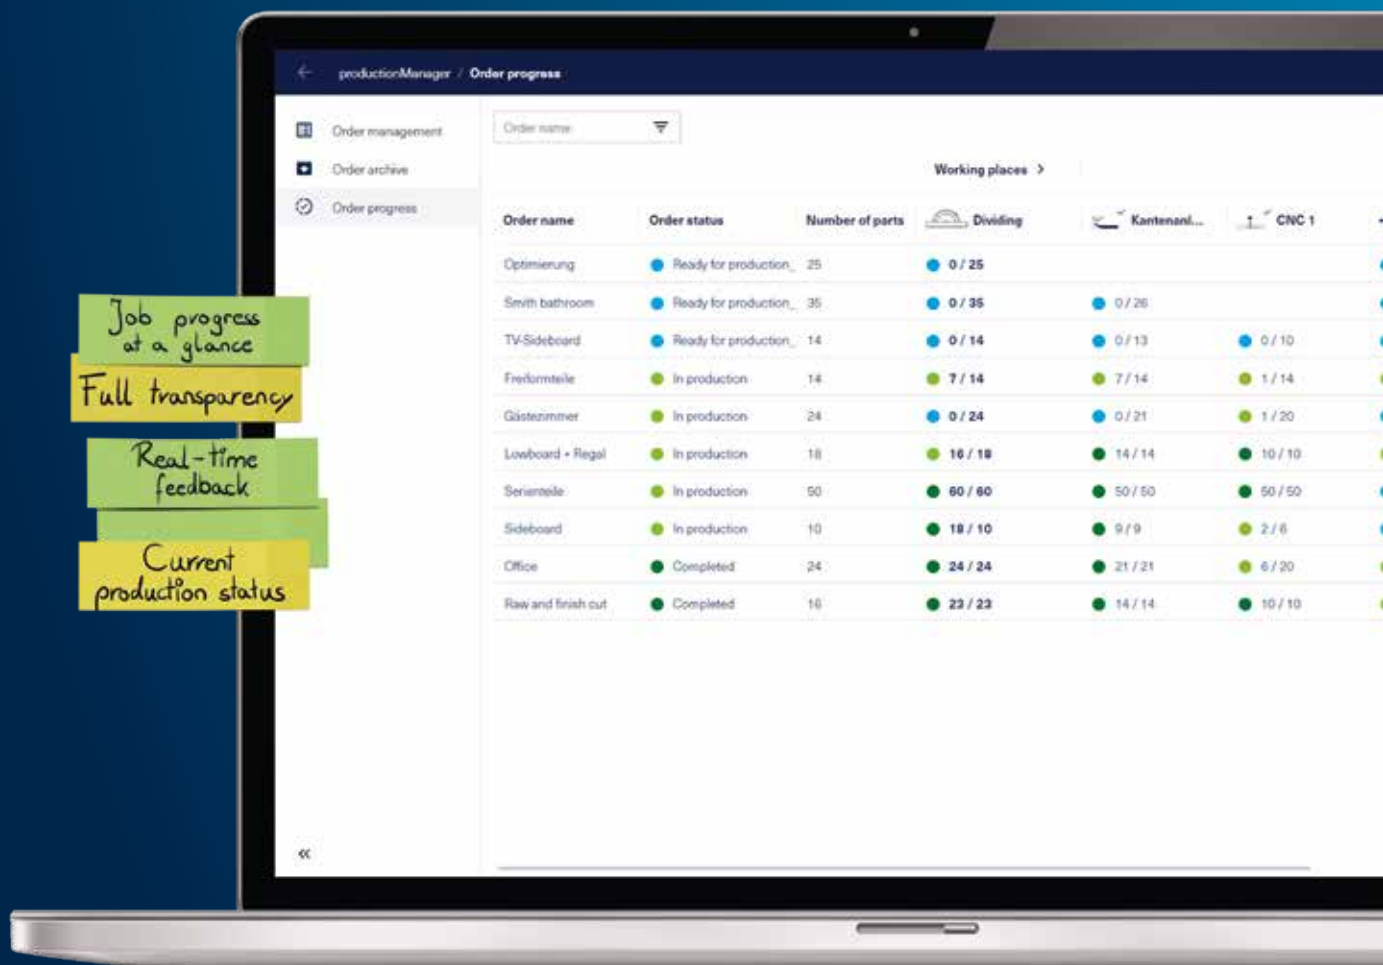 productionManager / Order progress
Order management
Order archive
Order progress
Order name
Working places >
Order name Order status Number of parts Dividing Kantenanl... CNC 1
Optimierung Ready for production_ 25 0 / 25
Smith bathroom Ready for production_ 35 0 / 35 0 / 26
TV-Sideboard Ready for production_ 14 0 / 14 0 / 13 0 / 10
Freiformteile In production 14 7 / 14 7 / 14 1 / 14
Gästezimmer In production 24 0 / 24 0 / 21 1 / 20
Lowboard + Regal In production 18 16 / 18 14 / 14 10 / 10
Serienteile In production 50 60 / 60 50 / 50 50 / 50
Sideboard In production 10 18 / 10 9 / 9 2 / 6
Office Completed 24 24 / 24 21 / 21 6 / 20
Raw and finish cut Completed 16 23 / 23 14 / 14 10 / 10
Job progress
at a glance
Full transparency
Real-time
feedback
Current
production status